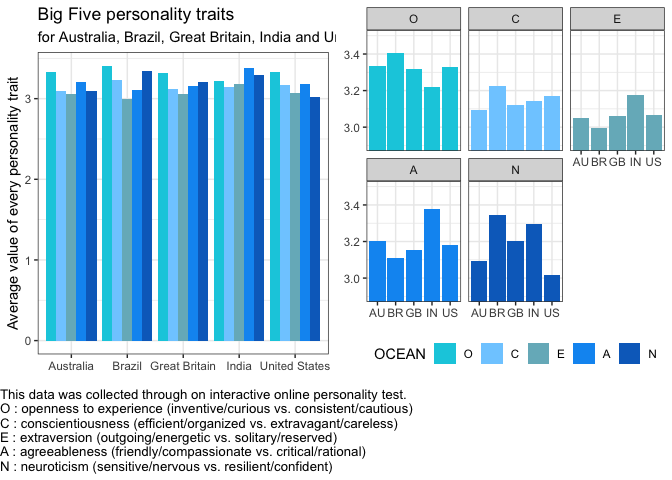 Big Five personality traits
for Australia, Brazil, Great Britain, India and
Average value of every personality trait
3
2
1
0
Australia Brazil Great Britain India United States
O C E
3.4
3.2
3.0
AU BR GB IN US
A N
3.4
3.2
3.0
AU BR GB IN US AU BR GB IN US
OCEAN O C E A N
This data was collected through on interactive online personality test.
O : openness to experience (inventive/curious vs. consistent/cautious)
C : conscientiousness (efficient/organized vs. extravagant/careless)
E : extraversion (outgoing/energetic vs. solitary/reserved)
A : agreeableness (friendly/compassionate vs. critical/rational)
N : neuroticism (sensitive/nervous vs. resilient/confident)